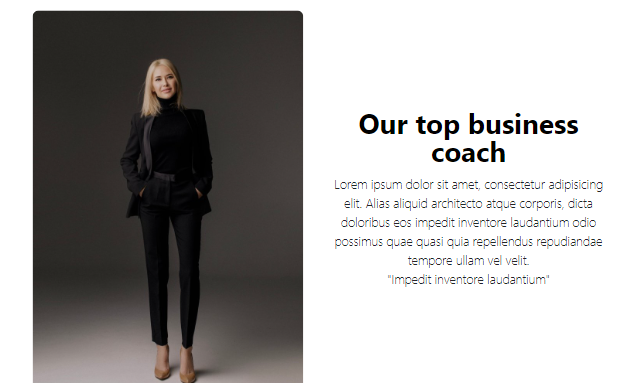 Our top business
coach
Lorem ipsum dolor sit amet, consectetur adipisicing
elit. Alias aliquid architecto atque corporis, dicta
doloribus eos impedit inventore laudantium odio
possimus quae quasi quia repellendus repudiandae
tempore ullam vel velit.
"Impedit inventore laudantium"